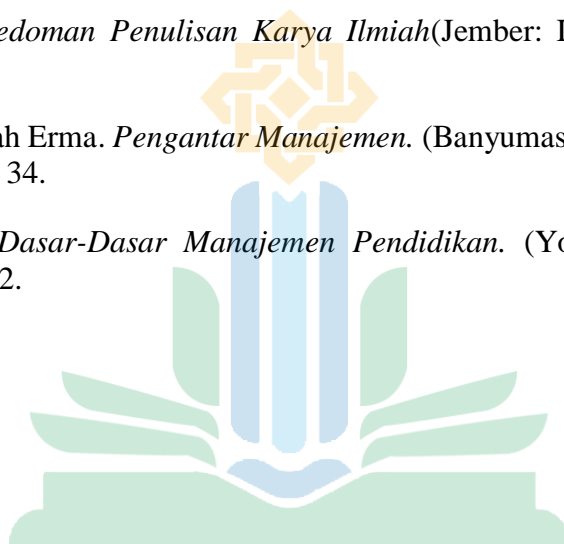 edoman Penulisan Karya Ilmiah(Jember: I
ah Erma. Pengantar Manajemen. (Banyumas
34.
Dasar-Dasar Manajemen Pendidikan. (Yo
2.